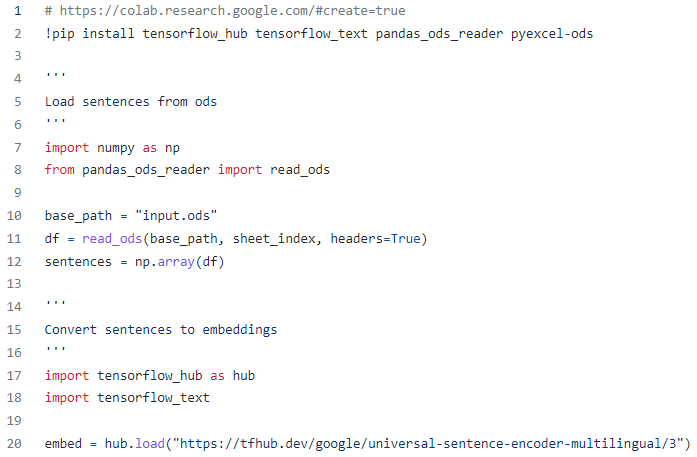 1 # https://colab.research.google.com/#create=true
2 !pip install tensorflow_hub tensorflow_text pandas_ods_reader pyexcel-ods
3
4 '''
5 Load sentences from ods
6 '''
7 import numpy as np
8 from pandas_ods_reader import read_ods
9
10 base_path = "input.ods"
11 df = read_ods(base_path, sheet_index, headers=True)
12 sentences = np.array(df)
13
14 '''
15 Convert sentences to embeddings
16 '''
17 import tensorflow_hub as hub
18 import tensorflow_text
19
20 embed = hub.load("https://tfhub.dev/google/universal-sentence-encoder-multilingual/3")